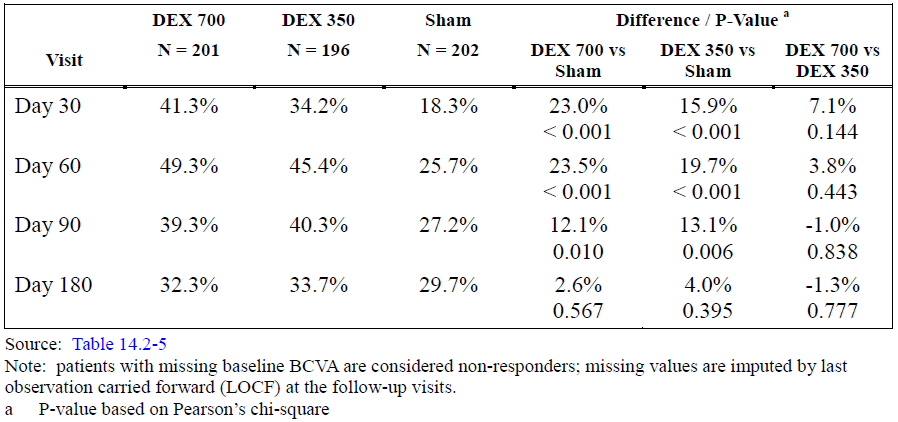 DEX 700 DEX 350 Sham Difference / P-Value a
Visit N = 201 N = 196 N = 202 DEX 700 vs Sham DEX 350 vs Sham DEX 700 vs DEX 350
Day 30 41.3% 34.2% 18.3% 23.0% 15.9% 7.1%
< 0.001 < 0.001 0.144
Day 60 49.3% 45.4% 25.7% 23.5% 19.7% 3.8%
< 0.001 < 0.001 0.443
Day 90 39.3% 40.3% 27.2% 12.1% 13.1% -1.0%
0.010 0.006 0.838
Day 180 32.3% 33.7% 29.7% 2.6% 4.0% -1.3%
0.567 0.395 0.777
Source: Table 14.2-5
Note: patients with missing baseline BCVA are considered non-responders; missing values are imputed by last
observation carried forward (LOCF) at the follow-up visits.
a P-value based on Pearson's chi-square